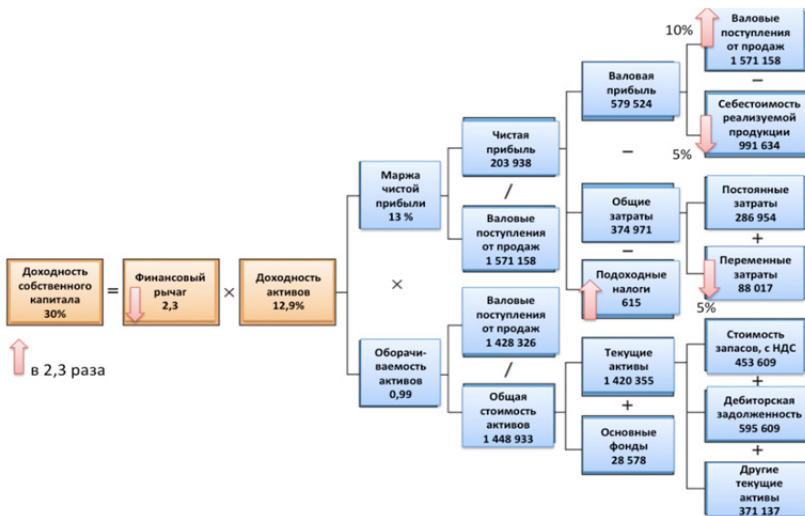 10%
Валовые
поступления
от продаж
1 571 158
−
Себестоимость
реализуемой
продукции
991 634
5%
Валовая
прибыль
579 524
−
Чистая
прибыль
203 938
/
Валовые
поступления
от продаж
1 571 158
Маржа
чистой
прибыли
13 %
×
Общие
затраты
374 971
−
Подоходные
налоги
615
Постоянные
затраты
286 954
+
Переменные
затраты
88 017
5%
Доходность
собственного
капитала
30%
=
Финансовый
рычаг
2,3
×
Доходность
активов
12,9%
в 2,3 раза
Оборачи-
ваемость
активов
0,99
Валовые
поступления
от продаж
1 428 326
/
Общая
стоимость
активов
1 448 933
Текущие
активы
1 420 355
+
Основные
фонды
28 578
Стоимость
запасов, с НДС
453 609
+
Дебиторская
задолженность
595 609
+
Другие
текущие
активы
371 137